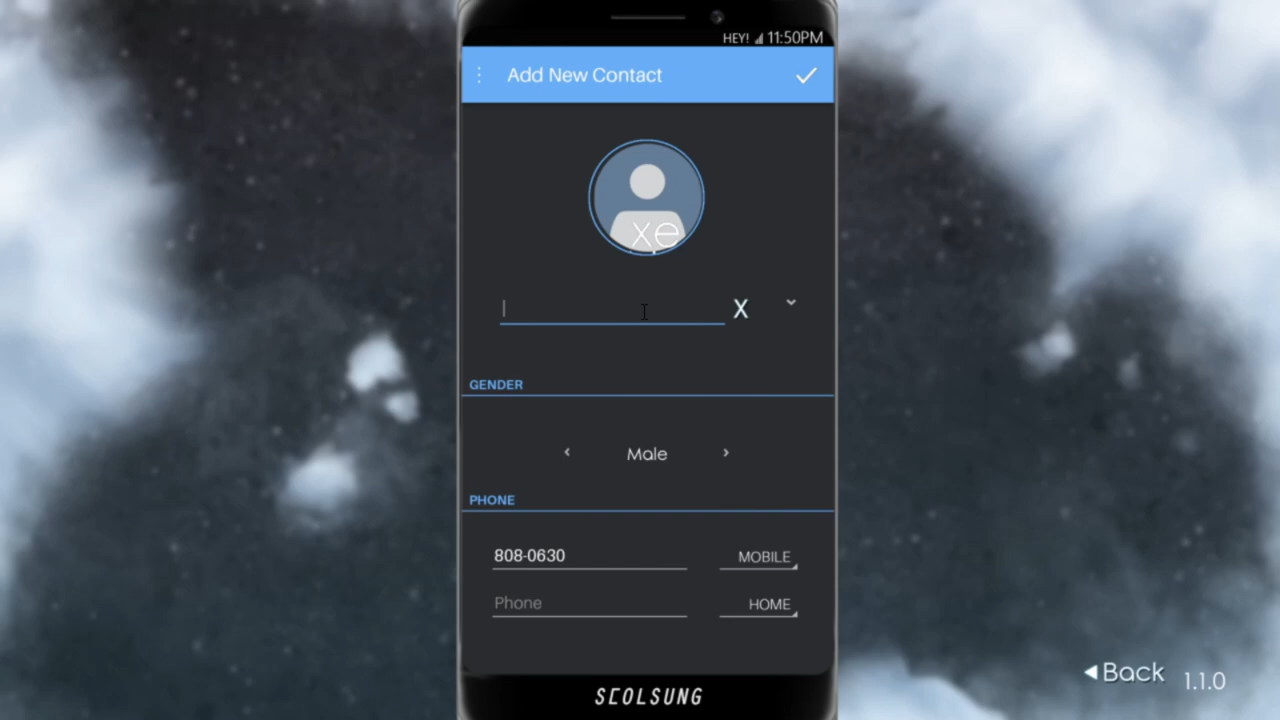 HEY! 11:50PM
Add New Contact
xe
X
GENDER
Male
PHONE
808-0630 MOBILE
Phone HOME
SCOLSUNG
Back 1.1.0